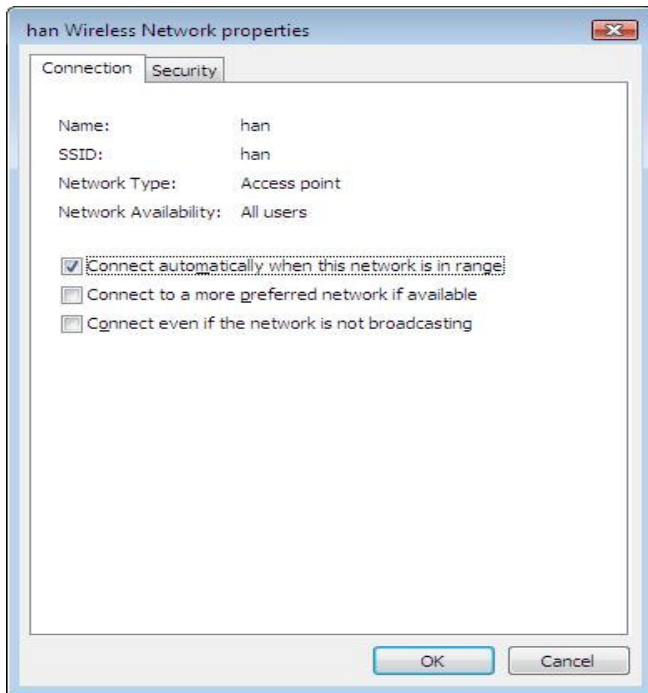 han Wireless Network properties
Connection Security
Name: han
SSID: han
Network Type: Access point
Network Availability: All users
Connect automatically when this network is in range
Connect to a more preferred network if available
Connect even if the network is not broadcasting
OK Cancel